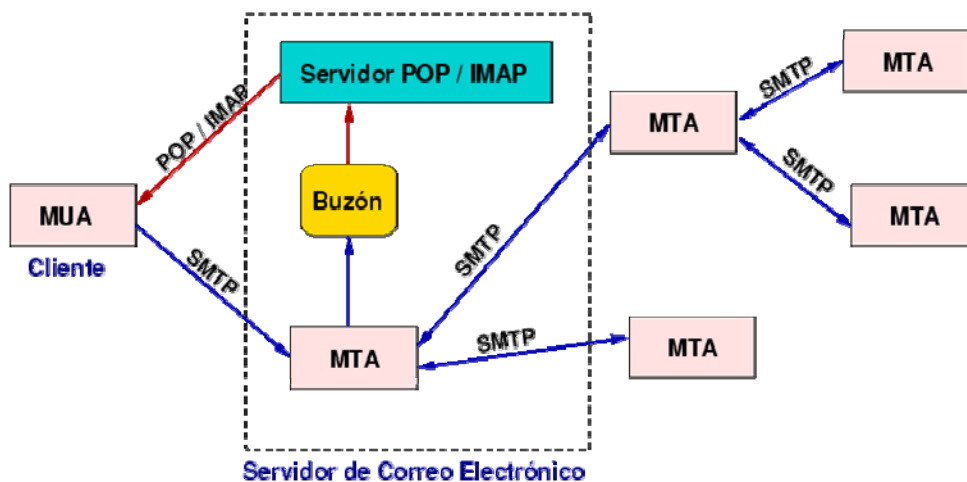 Servidor POP / IMAP
MTA
SMTP
POP / IMAP
MTA
SMTP
Buzón
MUA
MTA
Cliente
SMTP
SMTP
SMTP
MTA
MTA
Servidor de Correo Electrónico